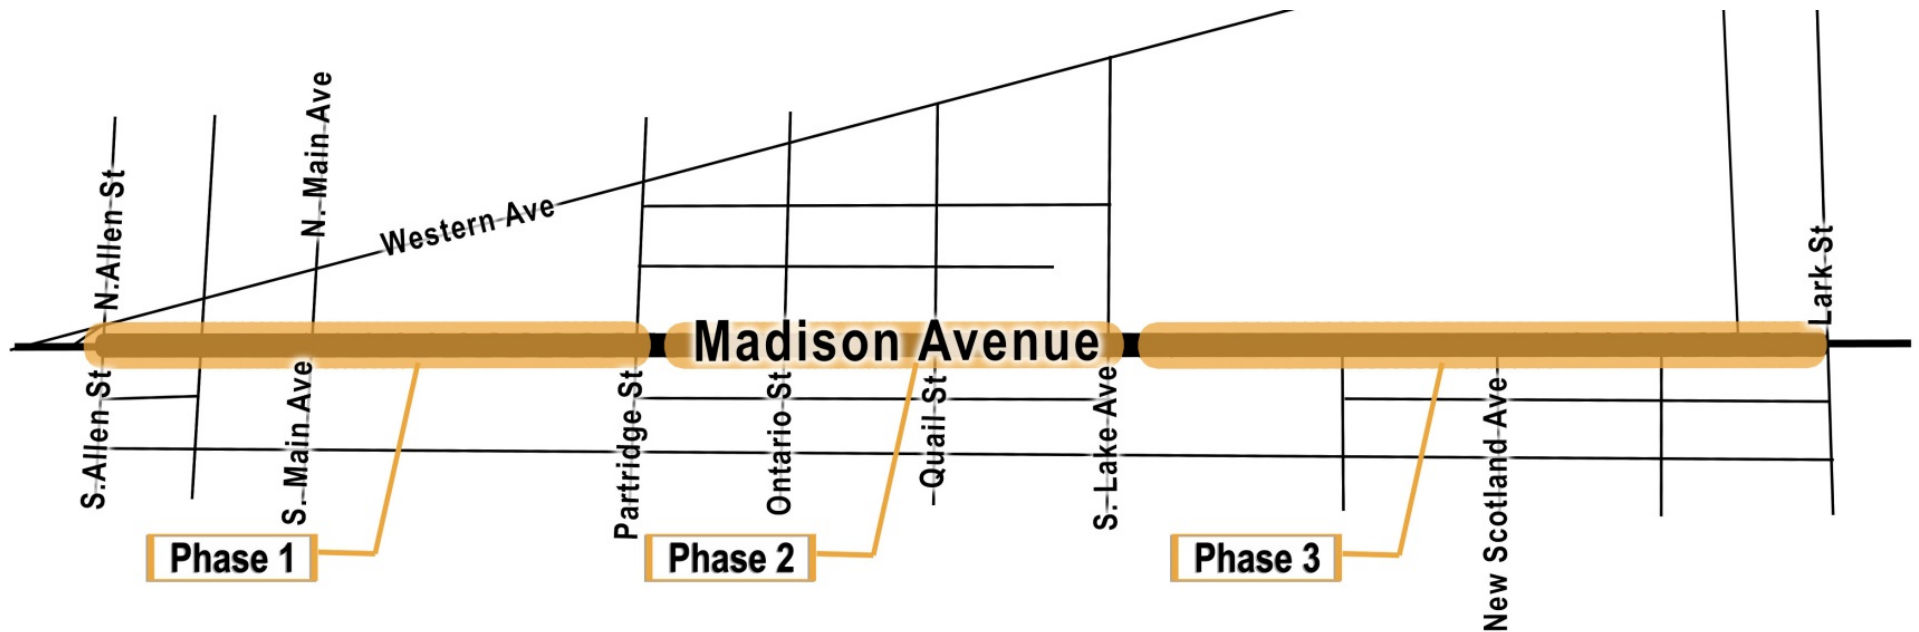 N. Main Ave
N.Allen St
Western Ave
Lark St
Madison Avenue
S.Allen St
S. Main Ave
Partridge St
Ontario St
Quail St
S. Lake Ave
New Scotland Ave
Phase 1
Phase 2
Phase 3